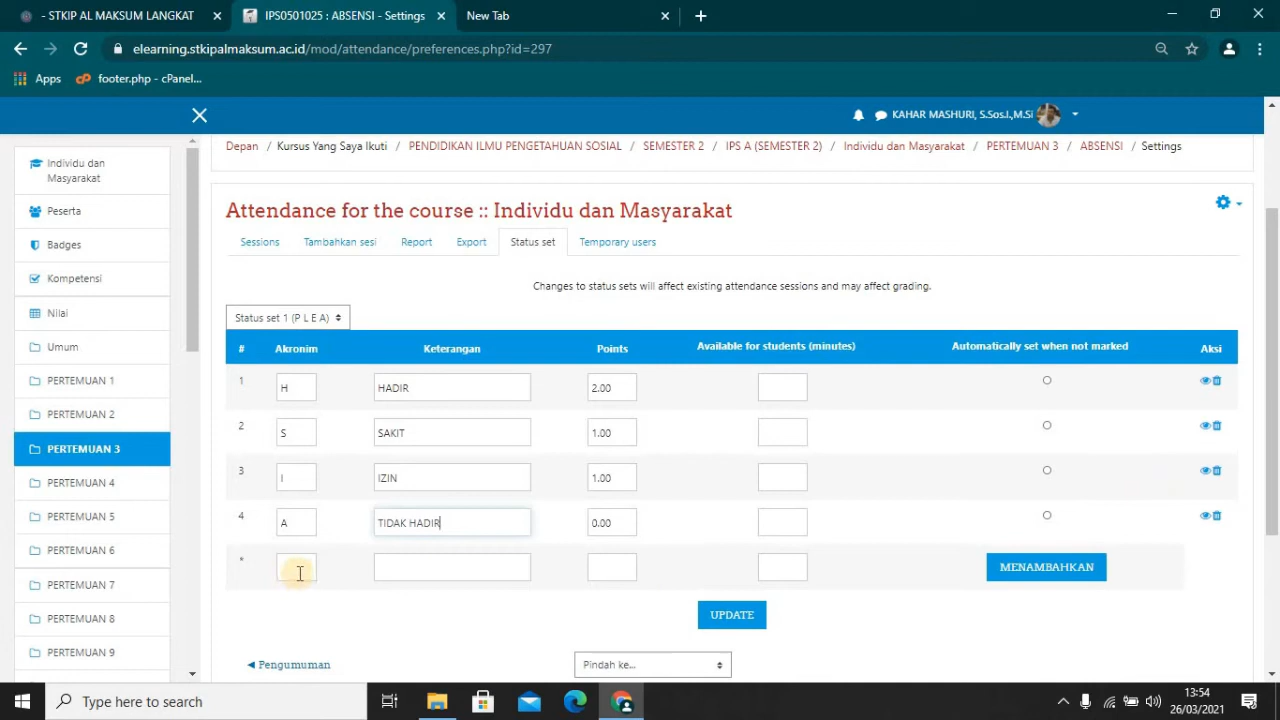 - STKIP AL MAKSUM LANGKAT
IPS0501025 : ABSENSI - Settings
New Tab
elearning.stkipalmaksum.ac.id/mod/attendance/preferences.php?id=297
Apps
footer.php - cPanel...
KAHAR MASHURI, S.Sos.I.,M.Si
Individu dan
Masyarakat
Peserta
Badges
Kompetensi
Nilai
Umum
PERTEMUAN 1
PERTEMUAN 2
PERTEMUAN 3
PERTEMUAN 4
PERTEMUAN 5
PERTEMUAN 6
PERTEMUAN 7
PERTEMUAN 8
PERTEMUAN 9
Depan / Kursus Yang Saya Ikuti / PENDIDIKAN ILMU PENGETAHUAN SOSIAL / SEMESTER 2 / IPS A (SEMESTER 2) / Individu dan Masyarakat / PERTEMUAN 3 / ABSENSI / Settings
Attendance for the course :: Individu dan Masyarakat
Sessions Tambahkan sesi Report Export Status set Temporary users
Changes to status sets will affect existing attendance sessions and may affect grading.
Status set 1 (P L E A)
# Akronim Keterangan Points Available for students (minutes) Automatically set when not marked Aksi
1 H HADIR 2.00
2 S SAKIT 1.00
3 I IZIN 1.00
4 A TIDAK HADIR 0.00
* MENAMBAHKAN
UPDATE
◀ Pengumuman
Pindah ke...
Type here to search
13:54
26/03/2021